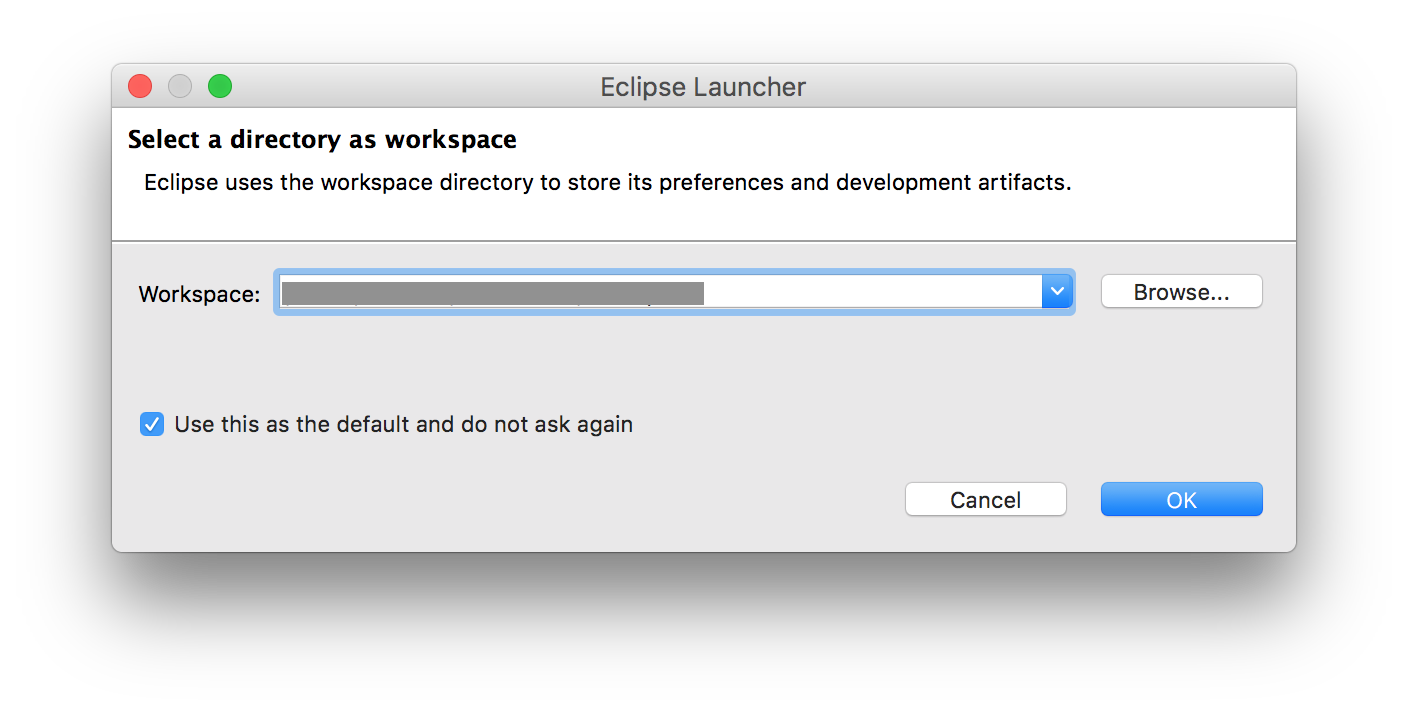 Eclipse Launcher
Select a directory as workspace
Eclipse uses the workspace directory to store its preferences and development artifacts.
Workspace:
Browse...
Use this as the default and do not ask again
Cancel
OK